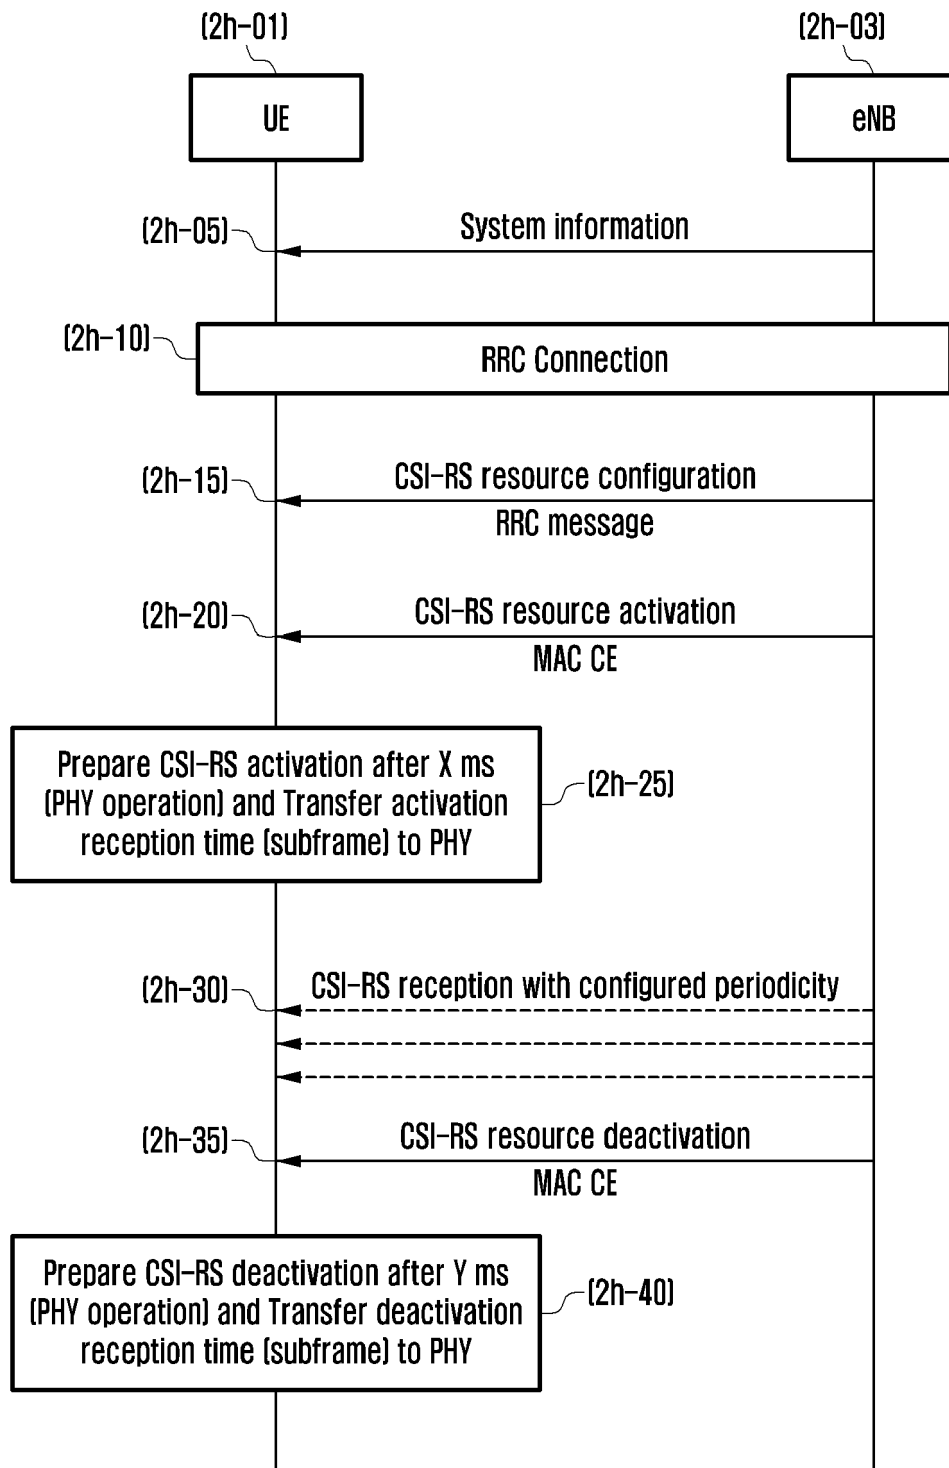 (2h-01)
(2h-03)
UE
eNB
(2h-05)
System information
(2h-10)
RRC Connection
(2h-15)
CSI-RS resource configuration
RRC message
(2h-20)
CSI-RS resource activation
MAC CE
Prepare CSI-RS activation after X ms
(PHY operation) and Transfer activation
reception time (subframe) to PHY
(2h-25)
(2h-30)
CSI-RS reception with configured periodicity
(2h-35)
CSI-RS resource deactivation
MAC CE
Prepare CSI-RS deactivation after Y ms
(PHY operation) and Transfer deactivation
reception time (subframe) to PHY
(2h-40)